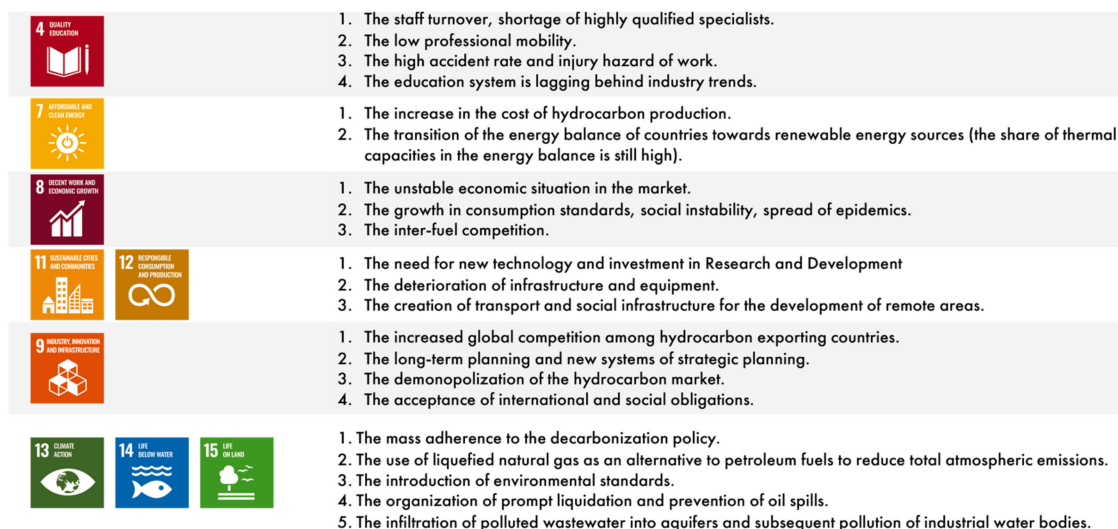 4 QUALITY
EDUCATION
1. The staff turnover, shortage of highly qualified specialists.
2. The low professional mobility.
3. The high accident rate and injury hazard of work.
4. The education system is lagging behind industry trends.
7 AFFORDABLE AND
CLEAN ENERGY
1. The increase in the cost of hydrocarbon production.
2. The transition of the energy balance of countries towards renewable energy sources (the share of thermal
capacities in the energy balance is still high).
8 DECENT WORK AND
ECONOMIC GROWTH
1. The unstable economic situation in the market.
2. The growth in consumption standards, social instability, spread of epidemics.
3. The inter-fuel competition.
11 SUSTAINABLE CITIES
AND COMMUNITIES
12 RESPONSIBLE
CONSUMPTION
AND PRODUCTION
1. The need for new technology and investment in Research and Development
2. The deterioration of infrastructure and equipment.
3. The creation of transport and social infrastructure for the development of remote areas.
9 INDUSTRY, INNOVATION
AND INFRASTRUCTURE
1. The increased global competition among hydrocarbon exporting countries.
2. The long-term planning and new systems of strategic planning.
3. The demonopolization of the hydrocarbon market.
4. The acceptance of international and social obligations.
13 CLIMATE
ACTION
14 LIFE
BELOW WATER
15 LIFE
ON LAND
1. The mass adherence to the decarbonization policy.
2. The use of liquefied natural gas as an alternative to petroleum fuels to reduce total atmospheric emissions.
3. The introduction of environmental standards.
4. The organization of prompt liquidation and prevention of oil spills.
5. The infiltration of polluted wastewater into aquifers and subsequent pollution of industrial water bodies.